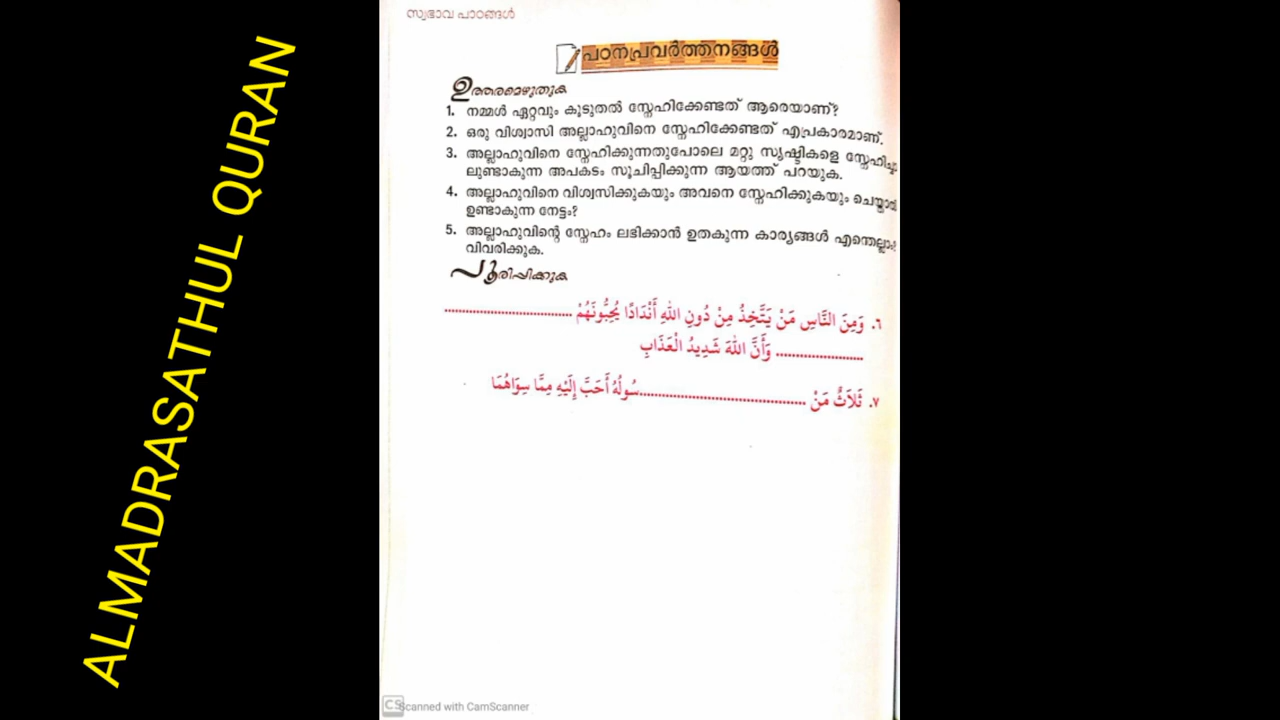 ALMADRASATHUL QURAN
സ്വഭാവ പാഠങ്ങൾ
പഠനപ്രവർത്തനങ്ങൾ
ഉത്തരമെഴുതുക
1. നമ്മൾ ഏറ്റവും കൂടുതൽ സ്നേഹിക്കേണ്ടത് ആരെയാണ്?
2. ഒരു വിശ്വാസി അല്ലാഹുവിനെ സ്നേഹിക്കേണ്ടത് എപ്രകാരമാണ്.
3. അല്ലാഹുവിനെ സ്നേഹിക്കുന്നതുപോലെ മറ്റു സൃഷ്ടികളെ സ്നേഹിച്ചാ
ലുണ്ടാകുന്ന അപകടം സൂചിപ്പിക്കുന്ന ആയത്ത് പറയുക.
4. അല്ലാഹുവിനെ വിശ്വസിക്കുകയും അവനെ സ്നേഹിക്കുകയും
ഉണ്ടാകുന്ന നേട്ടം?
5. അല്ലാഹുവിന്റെ സ്നേഹം ലഭിക്കാൻ ഉതകുന്ന കാര്യങ്ങൾ
വിവരിക്കുക.
പൂരിപ്പിക്കുക
٦. وَمِنَ النَّاسِ مَنْ يَتَّخِذُ مِنْ دُونِ اللهِ أَنْدَادًا يُحِبُّونَهُمْ ................................
...................... وَأَنَّ اللهَ شَدِيدُ الْعَذَابِ
٧. ثَلاَثٌ مَنْ ..........................................سُولُهُ أَحَبَّ إِلَيْهِ مِمَّا سِوَاهُمَا
CS Scanned with CamScanner